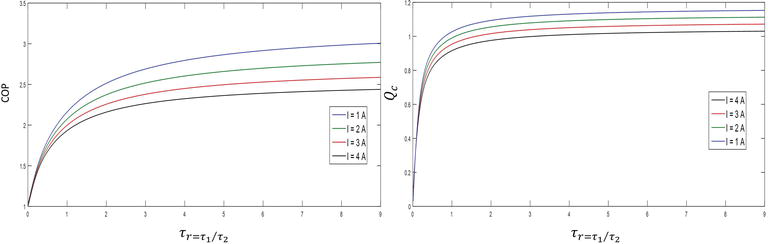 3.5
3
2.5
2
1.5
1
COP
I = 1 A
I = 2 A
I = 3 A
I = 4 A
0 1 2 3 4 5 6 7 8 9
τr=τ1/τ2
1.2
1
0.8
0.6
0.4
0.2
0
Qc
I = 4 A
I = 3 A
I = 2 A
I = 1 A
0 1 2 3 4 5 6 7 8 9
τr=τ1/τ2